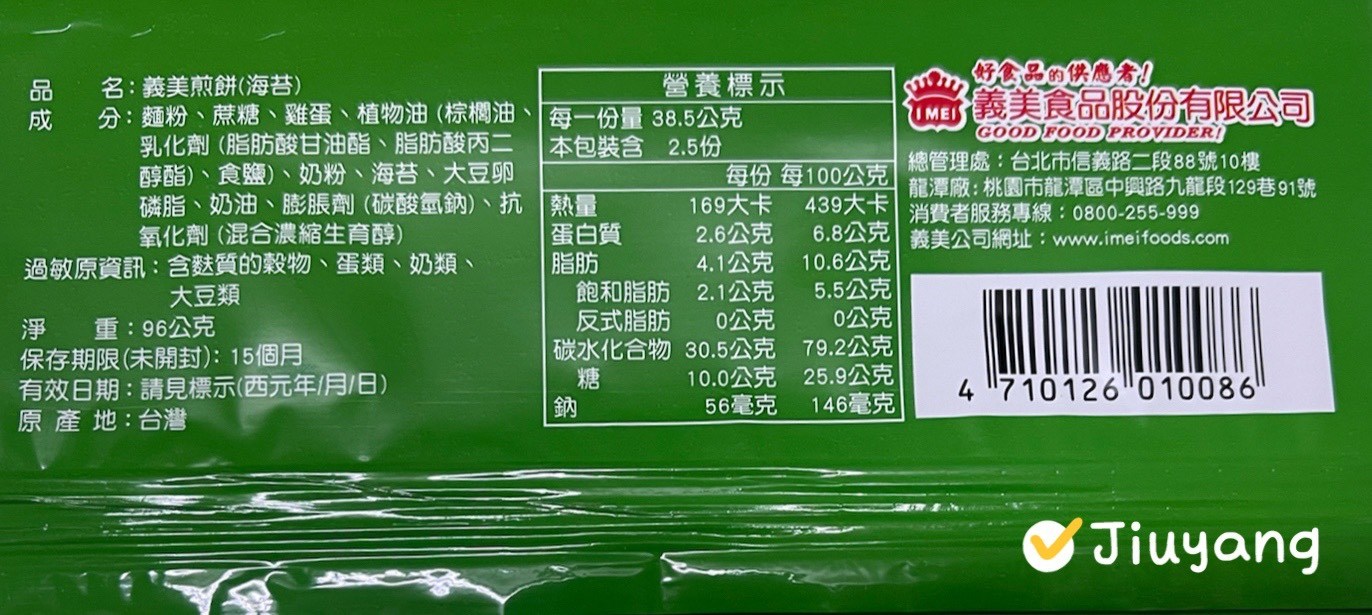 品　　名：義美煎餅(海苔)
成　　分：麵粉、蔗糖、雞蛋、植物油 (棕櫚油、
乳化劑 (脂肪酸甘油酯、脂肪酸丙二
醇酯)、食鹽)、奶粉、海苔、大豆卵
磷脂、奶油、膨脹劑 (碳酸氫鈉)、抗
氧化劑 (混合濃縮生育醇)
過敏原資訊：含麩質的穀物、蛋類、奶類、
大豆類
淨　　重：96公克
保存期限(未開封)：15個月
有效日期：請見標示(西元年/月/日)
原 產 地：台灣
營養標示
每一份量 38.5公克
本包裝含 2.5份
每份 每100公克
熱量 169大卡 439大卡
蛋白質 2.6公克 6.8公克
脂肪 4.1公克 10.6公克
飽和脂肪 2.1公克 5.5公克
反式脂肪 0公克 0公克
碳水化合物 30.5公克 79.2公克
糖 10.0公克 25.9公克
鈉 56毫克 146毫克
好食品的供應者!
I MEI 義美食品股份有限公司
GOOD FOOD PROVIDER!
總管理處：台北市信義路二段88號10樓
龍潭廠：桃園市龍潭區中興路九龍段129巷91號
消費者服務專線：0800-255-999
義美公司網址：www.imeifoods.com
4 710126 010086
Jiuyang